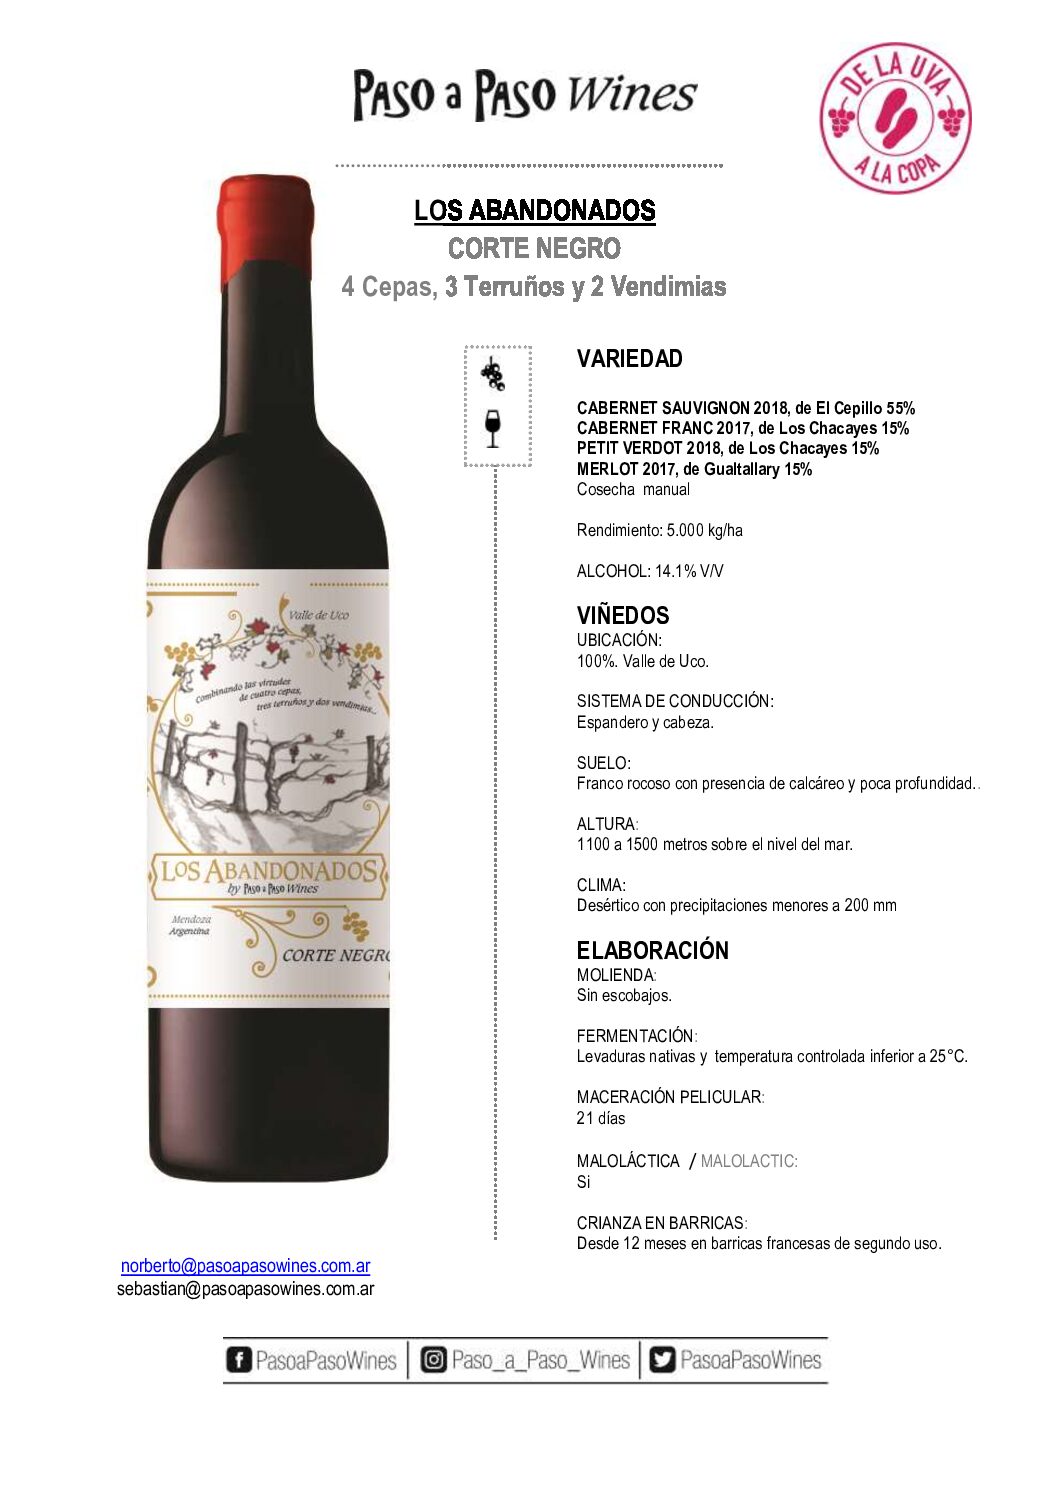 PASO a PASO Wines
DE LA UVA
A LA COPA
LOS ABANDONADOS
CORTE NEGRO
4 Cepas, 3 Terruños y 2 Vendimias
VARIEDAD
CABERNET SAUVIGNON 2018, de El Cepillo 55%
CABERNET FRANC 2017, de Los Chacayes 15%
PETIT VERDOT 2018, de Los Chacayes 15%
MERLOT 2017, de Gualtallary 15%
Cosecha manual
Rendimiento: 5.000 kg/ha
ALCOHOL: 14.1% V/V
VIÑEDOS
UBICACIÓN:
100%. Valle de Uco.
SISTEMA DE CONDUCCIÓN:
Espandero y cabeza.
SUELO:
Franco rocoso con presencia de calcáreo y poca profundidad..
ALTURA:
1100 a 1500 metros sobre el nivel del mar.
CLIMA:
Desértico con precipitaciones menores a 200 mm
ELABORACIÓN
MOLIENDA:
Sin escobajos.
FERMENTACIÓN:
Levaduras nativas y temperatura controlada inferior a 25°C.
MACERACIÓN PELICULAR:
21 días
MALOLÁCTICA / MALOLACTIC:
Si
CRIANZA EN BARRICAS:
Desde 12 meses en barricas francesas de segundo uso.
Valle de Uco
Combinando las virtudes
de cuatro cepas,
tres terruños y dos vendimias...
LOS ABANDONADOS
by PASO a PASO Wines
Mendoza
Argentina
CORTE NEGRO
norberto@pasoapasowines.com.ar
sebastian@pasoapasowines.com.ar
PasoaPasoWines
Paso_a_Paso_Wines
PasoaPasoWines